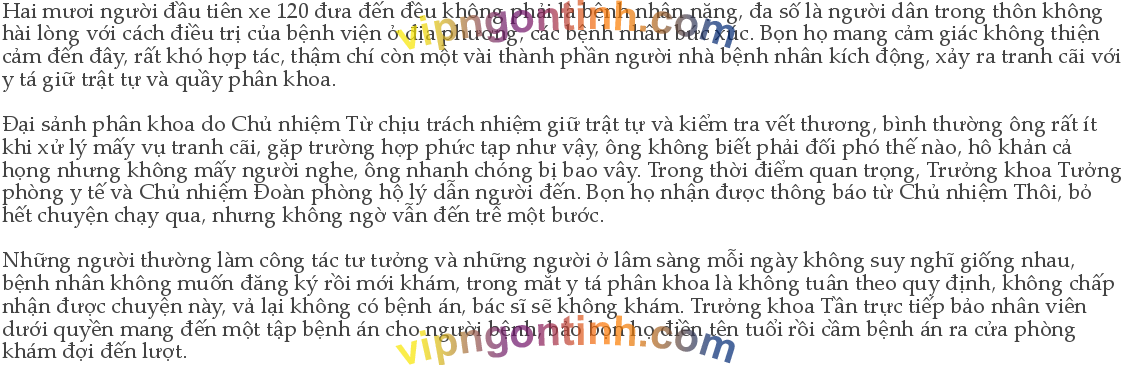 Hai mươi người đầu tiên xe 120 đưa đến đều không phải là bệnh nhân nặng, đa số là người dân trong thôn không
hài lòng với cách điều trị của bệnh viện ở địa phương, các bệnh nhân bức xúc. Bọn họ mang cảm giác không thiện
cảm đến đây, rất khó hợp tác, thậm chí còn một vài thành phần người nhà bệnh nhân kích động, xảy ra tranh cãi với
y tá giữ trật tự và quầy phân khoa.
Đại sảnh phân khoa do Chủ nhiệm Từ chịu trách nhiệm giữ trật tự và kiểm tra vết thương, bình thường ông rất ít
khi xử lý mấy vụ tranh cãi, gặp trường hợp phức tạp như vậy, ông không biết phải đối phó thế nào, hô khản cả
họng nhưng không mấy người nghe, ông nhanh chóng bị bao vây. Trong thời điểm quan trọng, Trưởng khoa Tưởng
phòng y tế và Chủ nhiệm Đoàn phòng hộ lý dẫn người đến. Bọn họ nhận được thông báo từ Chủ nhiệm Thôi, bỏ
hết chuyện chạy qua, nhưng không ngờ vẫn đến trễ một bước.
Những người thường làm công tác tư tưởng và những người ở lâm sàng mỗi ngày không suy nghĩ giống nhau,
bệnh nhân không muốn đăng ký rồi mới khám, trong mắt y tá phân khoa là không tuân theo quy định, không chấp
nhận được chuyện này, vả lại không có bệnh án, bác sĩ sẽ không khám. Trưởng khoa Tần trực tiếp bảo nhân viên
dưới quyền mang đến một tập bệnh án cho người bệnh, bảo bọn họ điền tên tuổi rồi cầm bệnh án ra cửa phòng
khám đợi đến lượt.
vipngontinh.com
vipngontinh.com